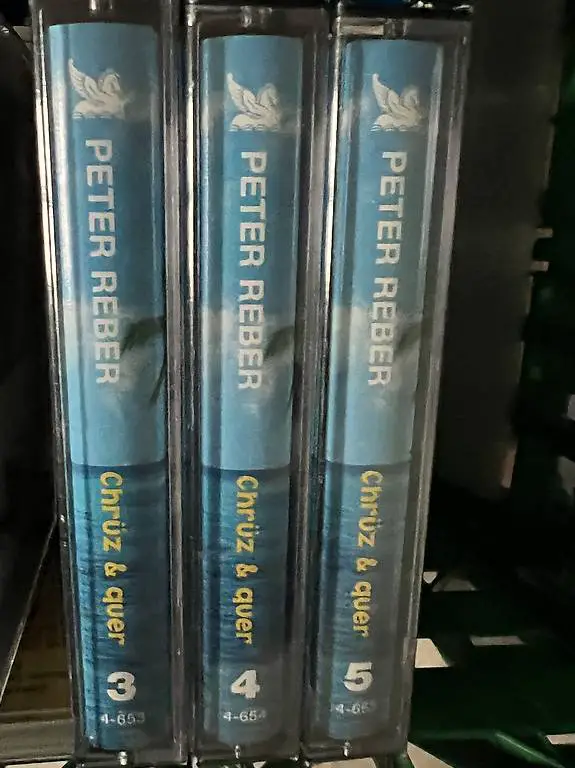 PETER REBER Chrüz & quer 3
4-653
PETER REBER Chrüz & quer 4
4-654
PETER REBER Chrüz & quer 5